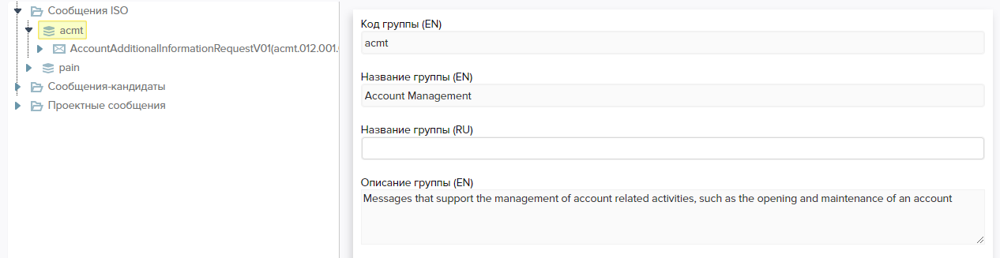 Сообщения ISO
acmt
AccountAdditionalInformationRequestV01(acmt.012.001.
pain
Сообщения-кандидаты
Проектные сообщения
Код группы (EN)
acmt
Название группы (EN)
Account Management
Название группы (RU)
Описание группы (EN)
Messages that support the management of account related activities, such as the opening and maintenance of an account